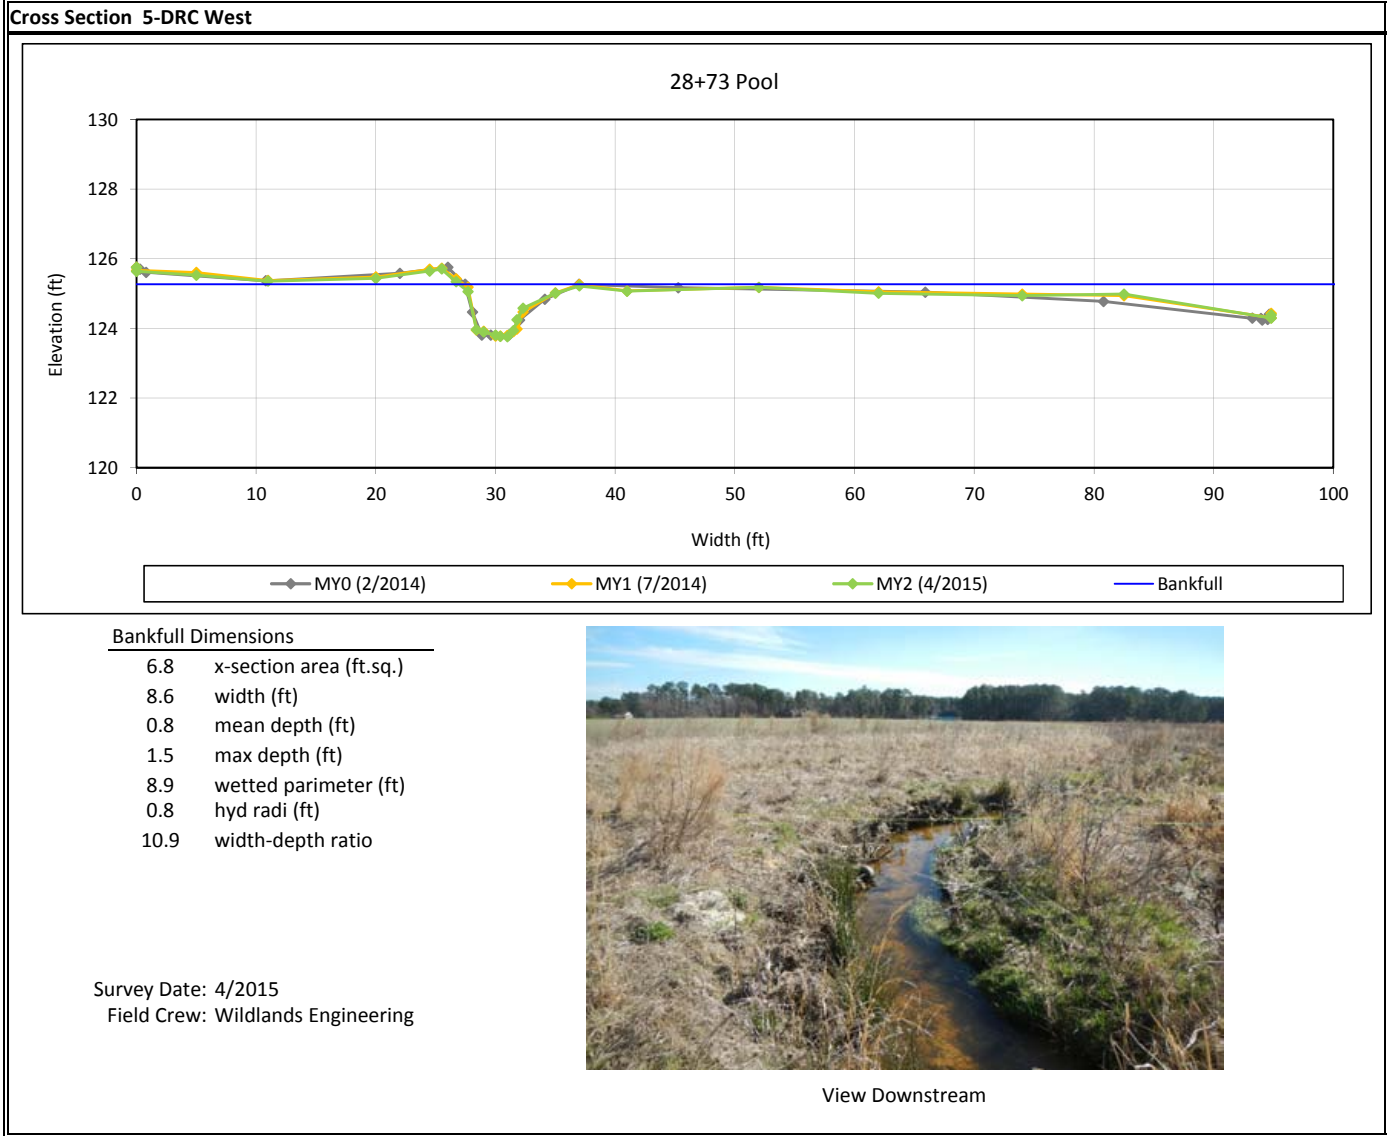 Cross Section 5-DRC West
28+73 Pool
130
128
126
124
122
120
Elevation (ft)
0 10 20 30 40 50 60 70 80 90 100
Width (ft)
MY0 (2/2014) MY1 (7/2014) MY2 (4/2015) Bankfull
Bankfull Dimensions
6.8 x-section area (ft.sq.)
8.6 width (ft)
0.8 mean depth (ft)
1.5 max depth (ft)
8.9 wetted parimeter (ft)
0.8 hyd radi (ft)
10.9 width-depth ratio
Survey Date: 4/2015
Field Crew: Wildlands Engineering
View Downstream